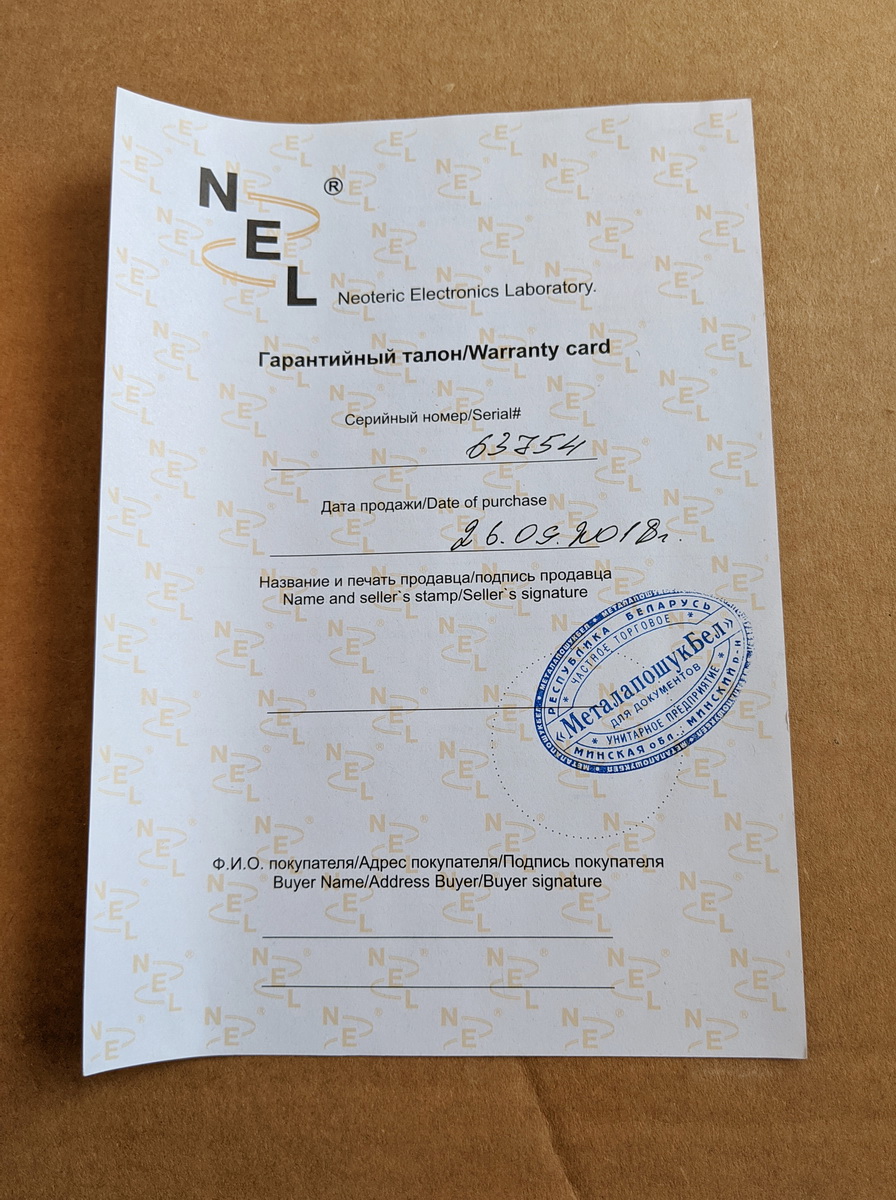 N ®
E
L
Neoteric Electronics Laboratory.
Гарантийный талон/Warranty card
Серийный номер/Serial#
63754
Дата продажи/Date of purchase
26.09.2018г.
Название и печать продавца/подпись продавца
Name and seller`s stamp/Seller`s signature
РЕСПУБЛИКА БЕЛАРУСЬ
* ЧАСТНОЕ ТОРГОВОЕ *
«МеталапошукБел»
ДЛЯ ДОКУМЕНТОВ
* УНИТАРНОЕ ПРЕДПРИЯТИЕ *
МИНСКАЯ обл., МИНСКИЙ р-н
Ф.И.О. покупателя/Адрес покупателя/Подпись покупателя
Buyer Name/Address Buyer/Buyer signature